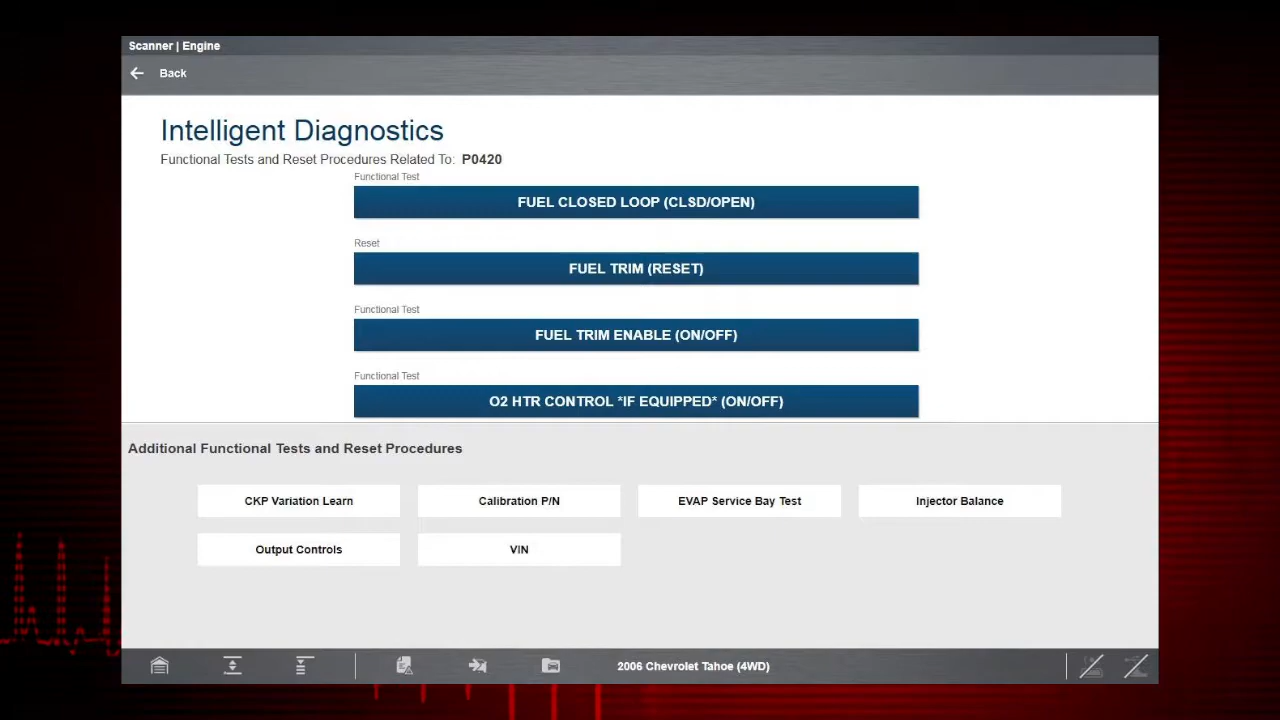 Scanner | Engine
Back
Intelligent Diagnostics
Functional Tests and Reset Procedures Related To: P0420
Functional Test
FUEL CLOSED LOOP (CLSD/OPEN)
Reset
FUEL TRIM (RESET)
Functional Test
FUEL TRIM ENABLE (ON/OFF)
Functional Test
O2 HTR CONTROL *IF EQUIPPED* (ON/OFF)
Additional Functional Tests and Reset Procedures
CKP Variation Learn
Calibration P/N
EVAP Service Bay Test
Injector Balance
Output Controls
VIN
2006 Chevrolet Tahoe (4WD)